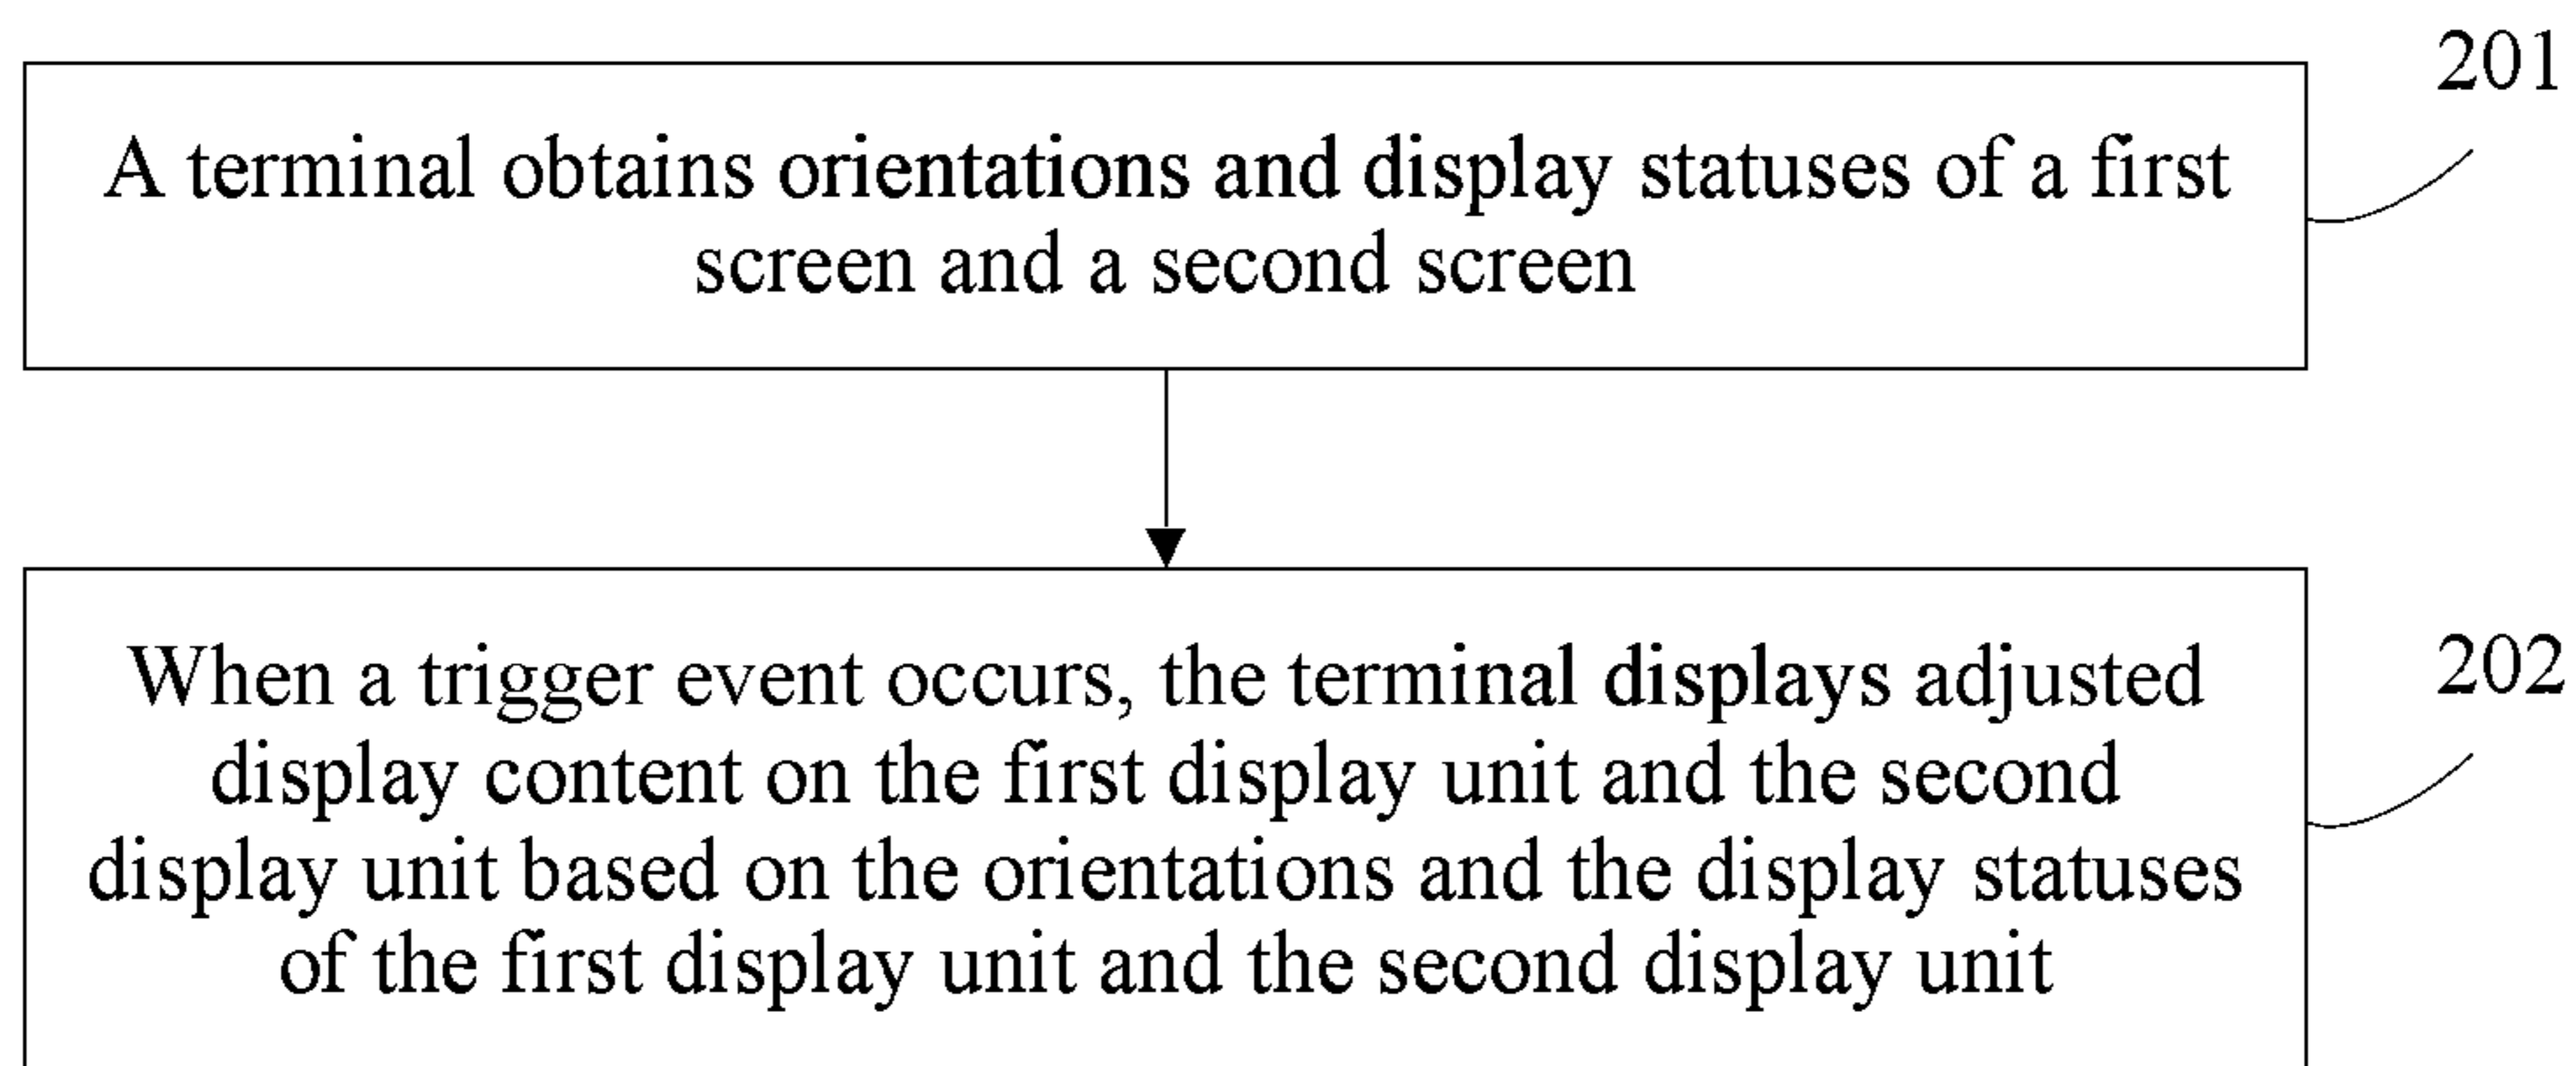 201
A terminal obtains orientations and display statuses of a first
screen and a second screen
202
When a trigger event occurs, the terminal displays adjusted
display content on the first display unit and the second
display unit based on the orientations and the display statuses
of the first display unit and the second display unit